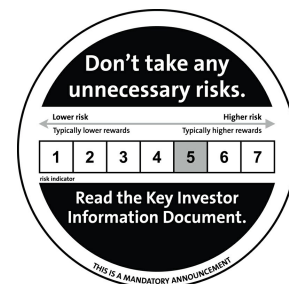 Don't take any
unnecessary risks.
Lower risk Higher risk
Typically lower rewards Typically higher rewards
1 2 3 4 5 6 7
risk indicator
Read the Key Investor
Information Document.
THIS IS A MANDATORY ANNOUNCEMENT